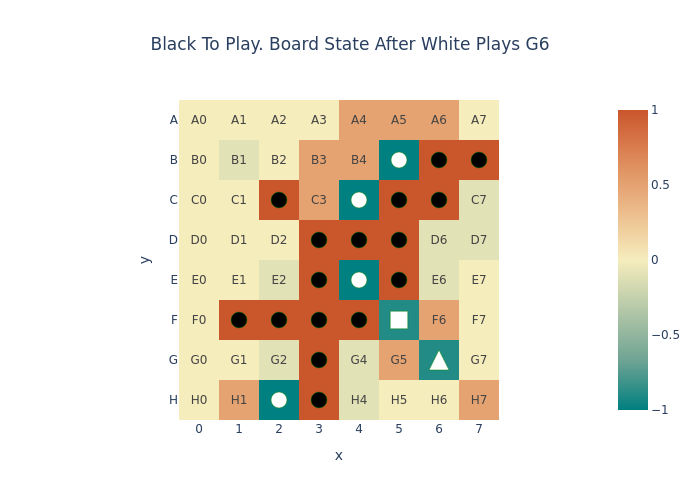 Black To Play. Board State After White Plays G6
A A0 A1 A2 A3 A4 A5 A6 A7
B B0 B1 B2 B3 B4
C C0 C1 C3 C7
D D0 D1 D2 D6 D7
E E0 E1 E2 E6 E7
F F0 F6 F7
G G0 G1 G2 G4 G5 G7
H H0 H1 H4 H5 H6 H7
0 1 2 3 4 5 6 7
x
y
1
0.5
0
−0.5
−1